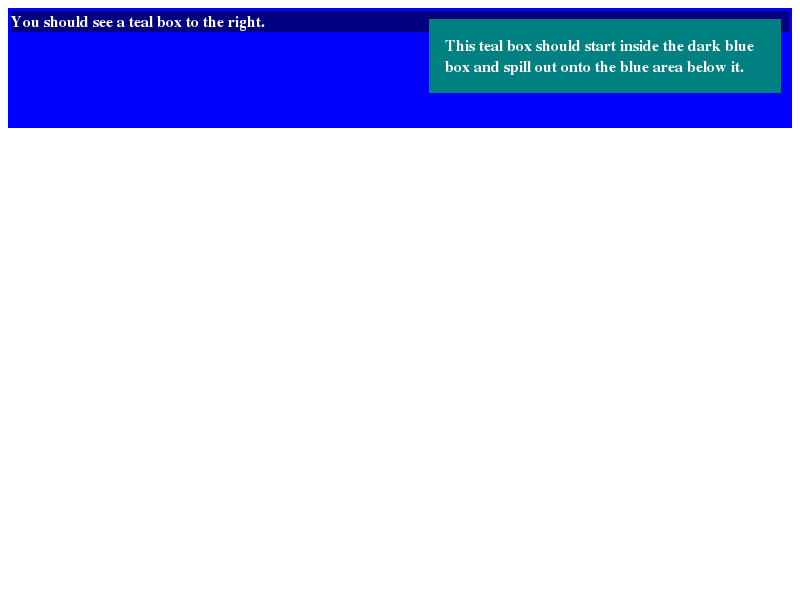 You should see a teal box to the right.
This teal box should start inside the dark blue
box and spill out onto the blue area below it.